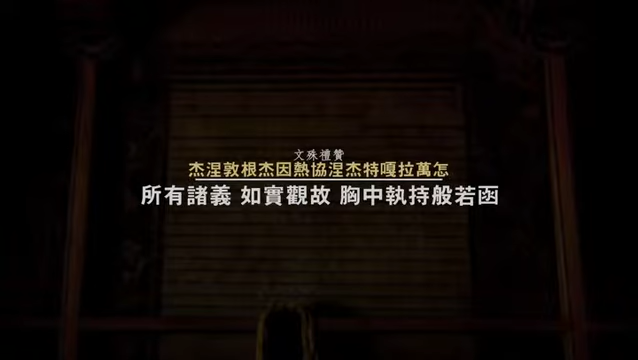 文殊禮贊
杰涅敦根杰因熱協涅杰特嘎拉萬怎
所有諸義 如實觀故 胸中執持般若函